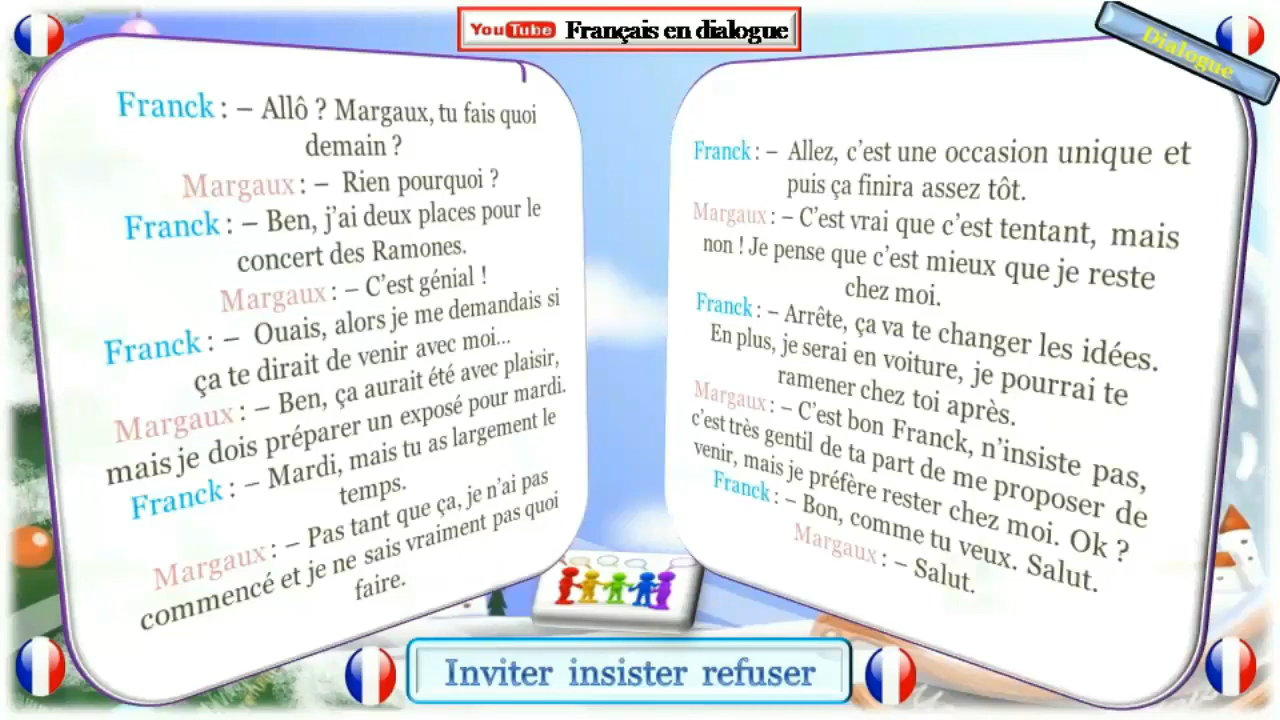 YouTube Français en dialogue
Dialogue
Franck : – Allô ? Margaux, tu fais quoi
demain ?
Margaux : – Rien pourquoi ?
Franck : – Ben, j'ai deux places pour le
concert des Ramones.
Margaux : – C'est génial !
Franck : – Ouais, alors je me demandais si
ça te dirait de venir avec moi...
Margaux : – Ben, ça aurait été avec plaisir,
mais je dois préparer un exposé pour mardi.
Franck : – Mardi, mais tu as largement le
temps.
Margaux : – Pas tant que ça, je n'ai pas
commencé et je ne sais vraiment pas quoi
faire.
Franck : – Allez, c'est une occasion unique et
puis ça finira assez tôt.
Margaux : – C'est vrai que c'est tentant, mais
non ! Je pense que c'est mieux que je reste
chez moi.
Franck : – Arrête, ça va te changer les idées.
En plus, je serai en voiture, je pourrai te
ramener chez toi après.
Margaux : – C'est bon Franck, n'insiste pas,
c'est très gentil de ta part de me proposer de
venir, mais je préfère rester chez moi. Ok ?
Franck : – Bon, comme tu veux. Salut.
Margaux : – Salut.
Inviter insister refuser